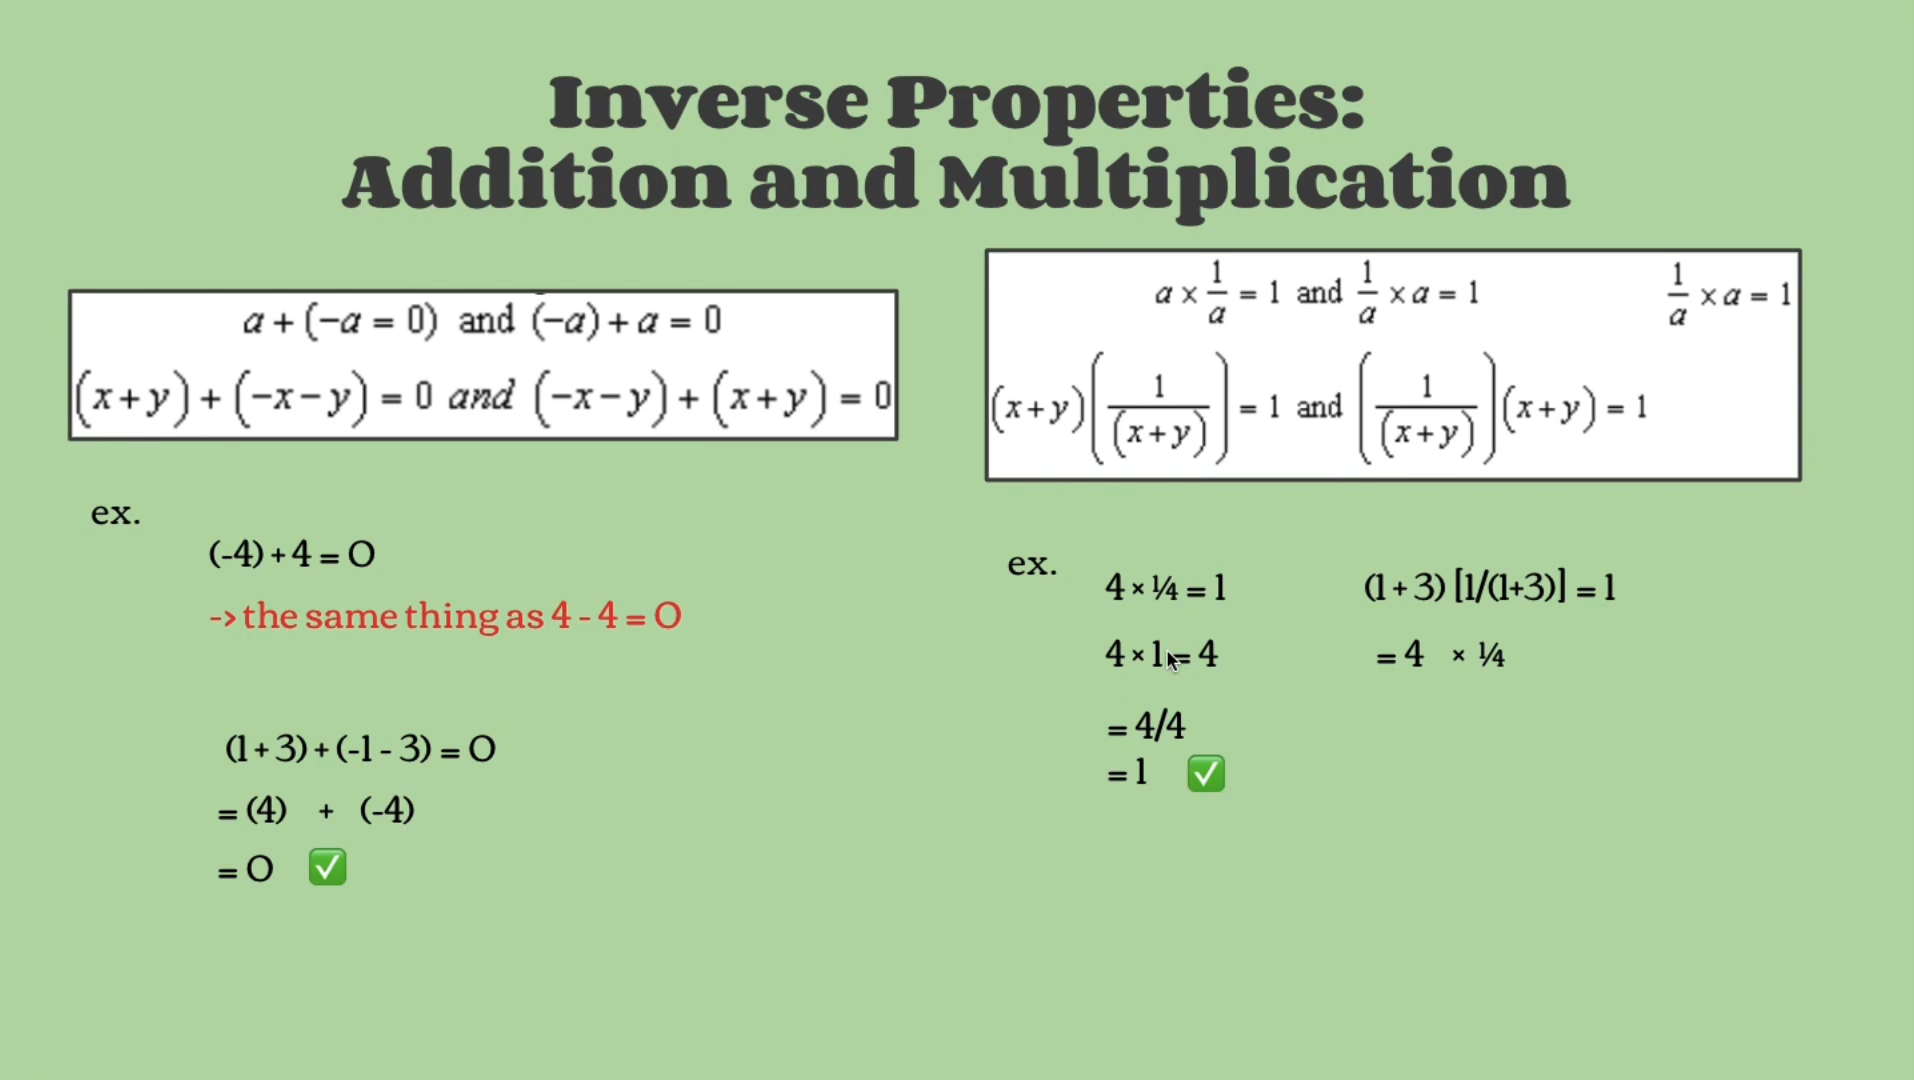 Inverse Properties:
Addition and Multiplication
a + (−a = 0) and (−a) + a = 0
(x+y) + (−x−y) = 0 and (−x−y) + (x+y) = 0
ex.
(-4) + 4 = 0
-> the same thing as 4 - 4 = 0
(1 + 3) + (-1 - 3) = 0
= (4) + (-4)
= 0 ✅
a × 1/a = 1 and 1/a × a = 1 1/a × a = 1
(x+y)(1/(x+y)) = 1 and (1/(x+y))(x+y) = 1
ex.
4 × ¼ = 1
4 × 1 = 4
= 4/4
= 1 ✅
(1 + 3) [1/(1+3)] = 1
= 4 × ¼